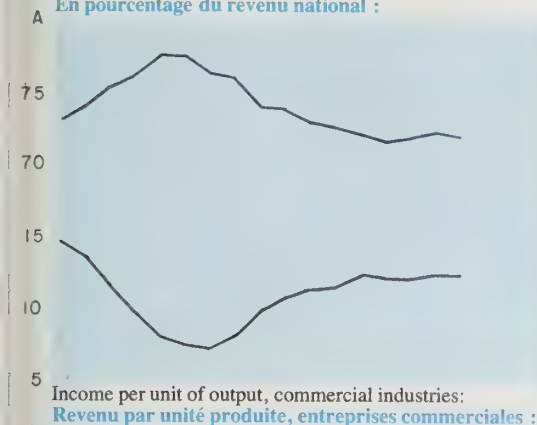 En pourcentage du revenu national :
A
75
70
15
10
5
Income per unit of output, commercial industries:
Revenu par unité produite, entreprises commerciales :